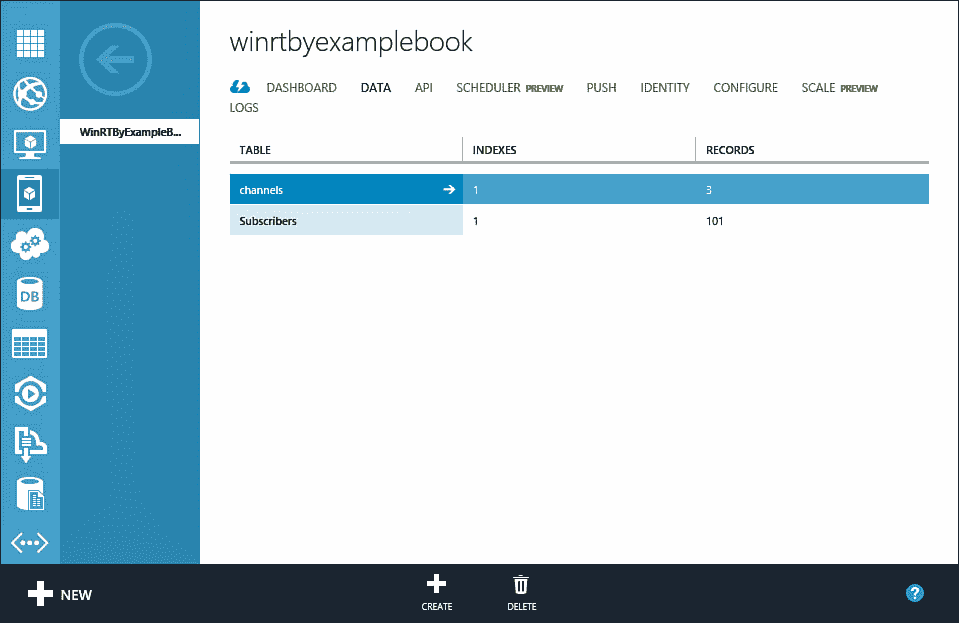 winrtbyexamplebook
DASHBOARD DATA API SCHEDULER PREVIEW PUSH IDENTITY CONFIGURE SCALE PREVIEW
LOGS
WinRTByExampleB...
TABLE INDEXES RECORDS
channels 1 3
Subscribers 1 101
DB
NEW
CREATE
DELETE
?